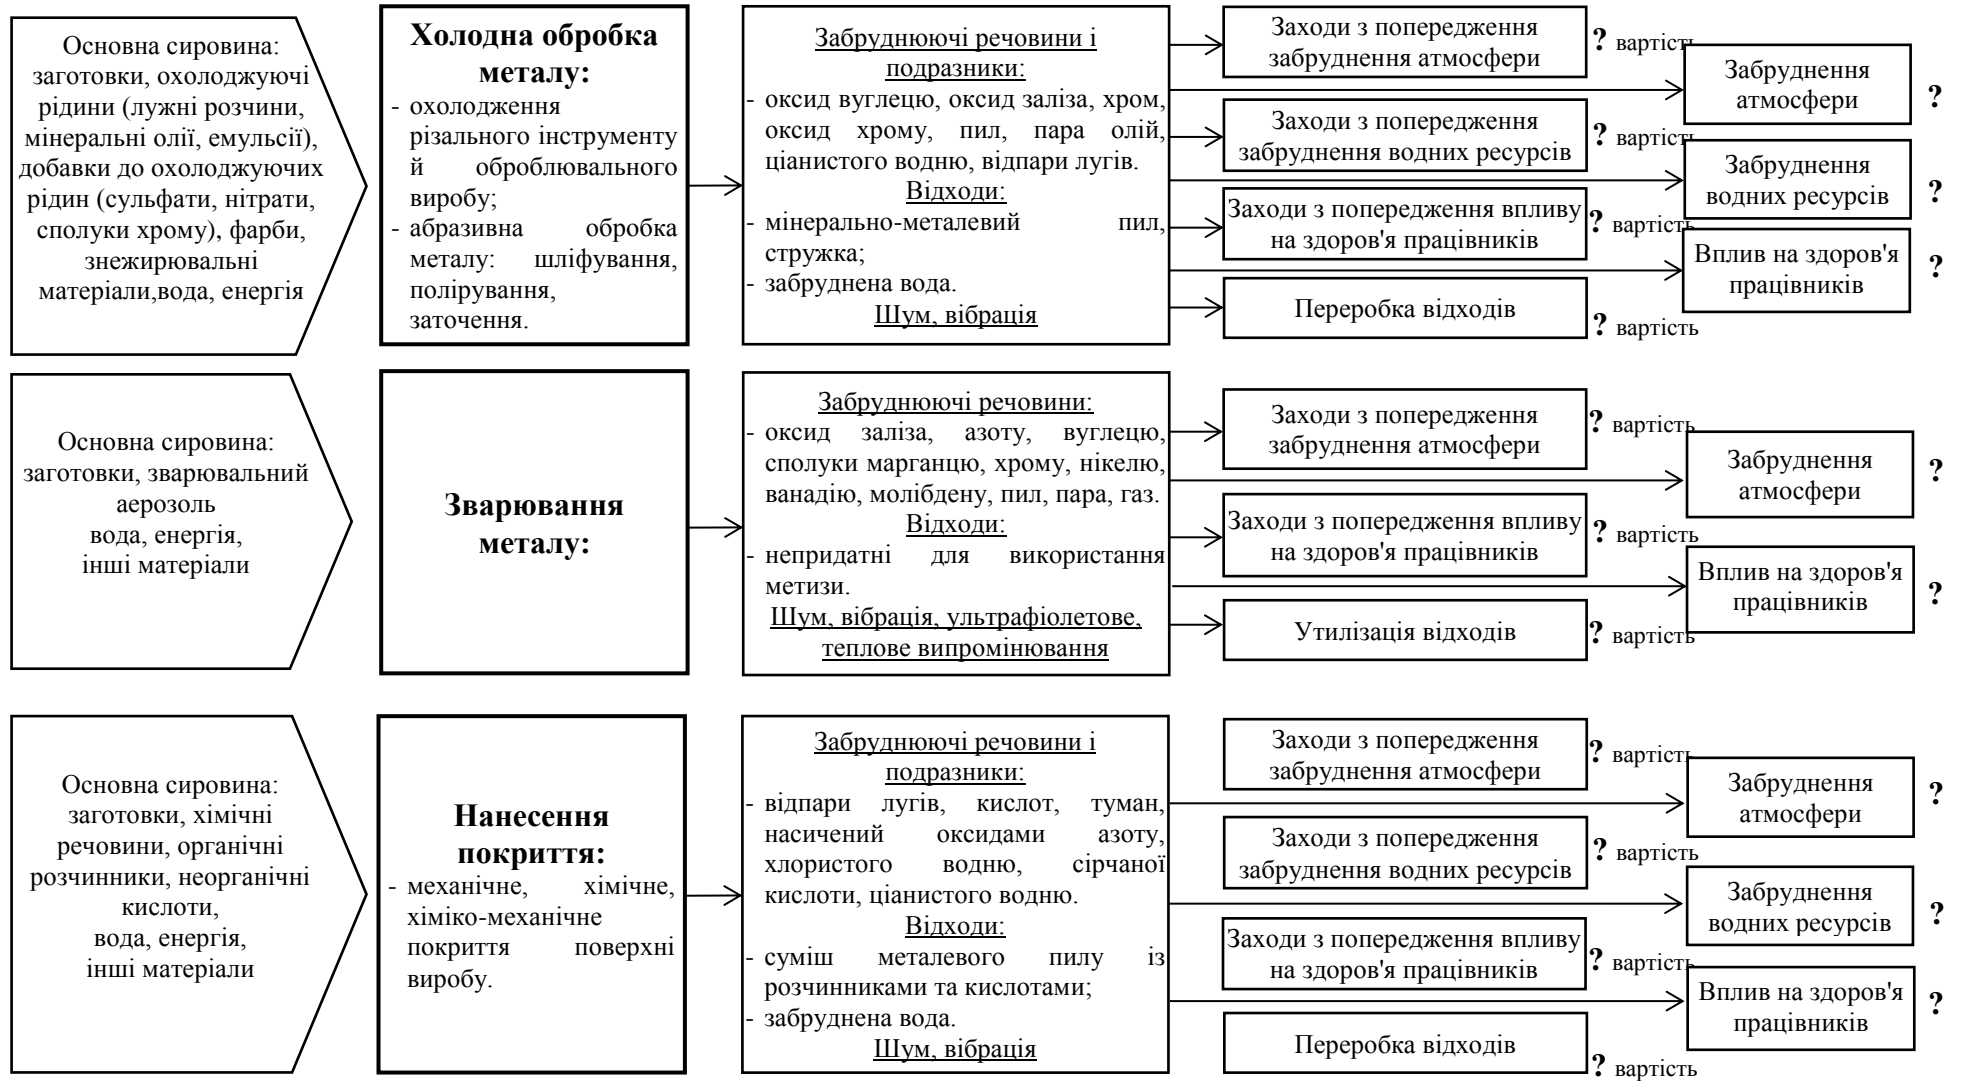 Основна сировина:
заготовки, охолоджуючі
рідини (лужні розчини,
мінеральні олії, емульсії),
добавки до охолоджуючих
рідин (сульфати, нітрати,
сполуки хрому), фарби,
знежирювальні
матеріали,вода, енергія
Холодна обробка
металу:
- охолодження
різального інструменту
й оброблювального
виробу;
- абразивна обробка
металу: шліфування,
полірування,
заточення.
Забруднюючі речовини і
подразники:
- оксид вуглецю, оксид заліза, хром,
оксид хрому, пил, пара олій,
ціанистого водню, відпари лугів.
Відходи:
- мінерально-металевий пил,
стружка;
- забруднена вода.
Шум, вібрація
Заходи з попередження
забруднення атмосфери
? вартість
Забруднення
атмосфери
?
Заходи з попередження
забруднення водних ресурсів
? вартість
Забруднення
водних ресурсів
?
Заходи з попередження впливу
на здоров'я працівників
? вартість
Вплив на здоров'я
працівників
?
Переробка відходів
? вартість
Основна сировина:
заготовки, зварювальний
аерозоль
вода, енергія,
інші матеріали
Зварювання
металу:
Забруднюючі речовини:
- оксид заліза, азоту, вуглецю,
сполуки марганцю, хрому, нікелю,
ванадію, молібдену, пил, пара, газ.
Відходи:
- непридатні для використання
метизи.
Шум, вібрація, ультрафіолетове,
теплове випромінювання
Заходи з попередження
забруднення атмосфери
? вартість
Забруднення
атмосфери
?
Заходи з попередження впливу
на здоров'я працівників
? вартість
Вплив на здоров'я
працівників
?
Утилізація відходів
? вартість
Основна сировина:
заготовки, хімічні
речовини, органічні
розчинники, неорганічні
кислоти,
вода, енергія,
інші матеріали
Нанесення
покриття:
- механічне, хімічне,
хіміко-механічне
покриття поверхні
виробу.
Забруднюючі речовини і
подразники:
- відпари лугів, кислот, туман,
насичений оксидами азоту,
хлористого водню, сірчаної
кислоти, ціанистого водню.
Відходи:
- суміш металевого пилу із
розчинниками та кислотами;
- забруднена вода.
Шум, вібрація
Заходи з попередження
забруднення атмосфери
? вартість
Забруднення
атмосфери
?
Заходи з попередження
забруднення водних ресурсів
? вартість
Забруднення
водних ресурсів
?
Заходи з попередження впливу
на здоров'я працівників
? вартість
Вплив на здоров'я
працівників
?
Переробка відходів
? вартість